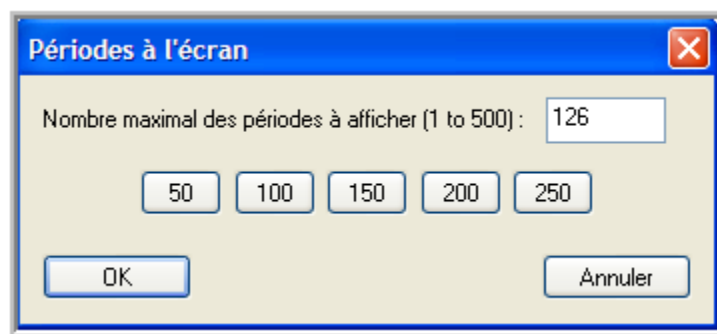 Périodes à l'écran
Nombre maximal des périodes à afficher (1 to 500) : 126
50 100 150 200 250
OK Annuler